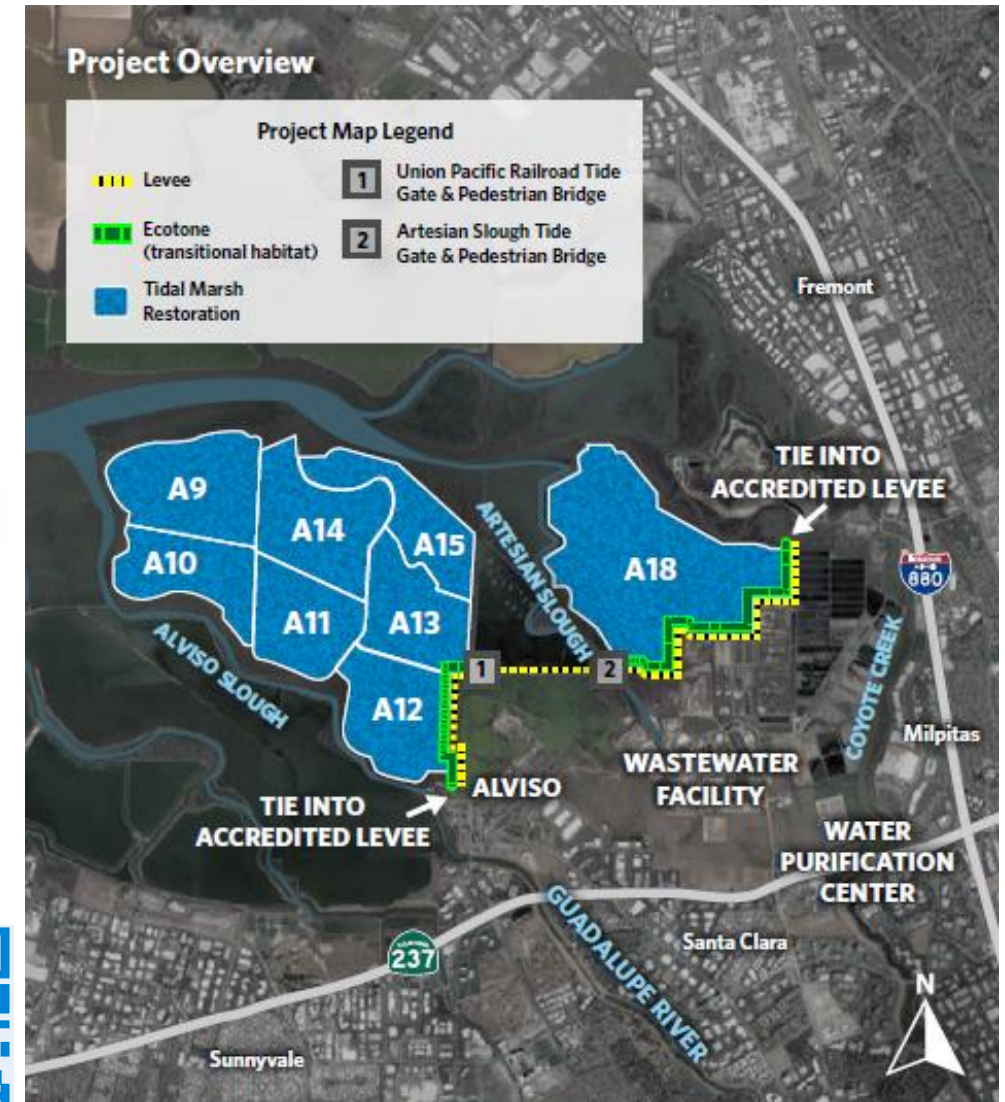 Project Overview
Project Map Legend
Levee
Ecotone
(transitional habitat)
Tidal Marsh
Restoration
1
Union Pacific Railroad Tide
Gate & Pedestrian Bridge
2
Artesian Slough Tide
Gate & Pedestrian Bridge
Fremont
TIE INTO
ACCREDITED LEVEE
A9
A14
A15
A10
A11
A13
A12
A18
ARTESIAN SLOUGH
880
ALVISO SLOUGH
1
2
COYOTE CREEK
Milpitas
ALVISO
WASTEWATER
FACILITY
TIE INTO
ACCREDITED LEVEE
WATER
PURIFICATION
CENTER
GUADALUPE RIVER
237
Santa Clara
N
Sunnyvale